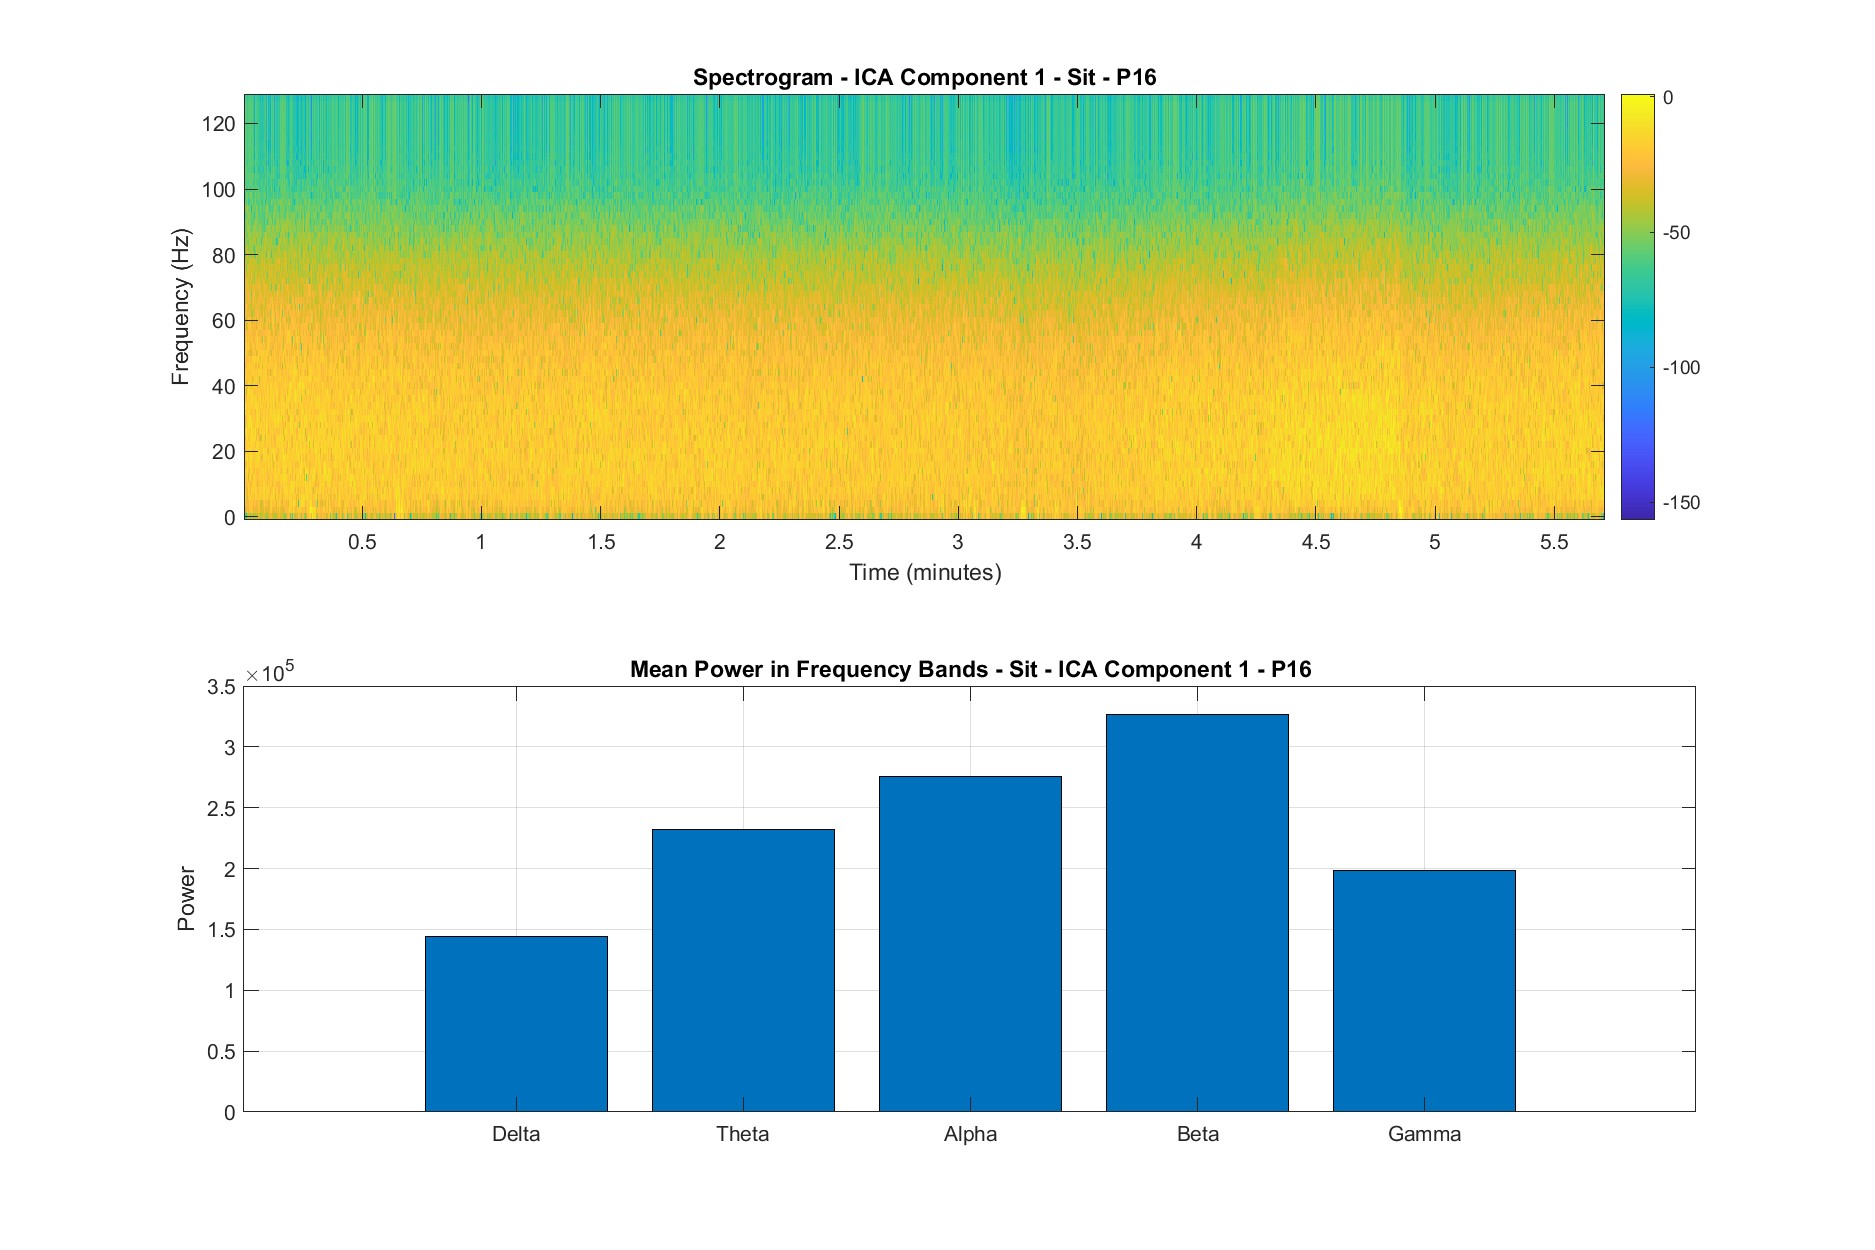 Spectrogram - ICA Component 1 - Sit - P16
120
100
80
60
40
20
0
Frequency (Hz)
0.5 1 1.5 2 2.5 3 3.5 4 4.5 5 5.5
Time (minutes)
0
-50
-100
-150
Mean Power in Frequency Bands - Sit - ICA Component 1 - P16
×10⁵
3.5
3
2.5
2
1.5
1
0.5
0
Power
Delta Theta Alpha Beta Gamma